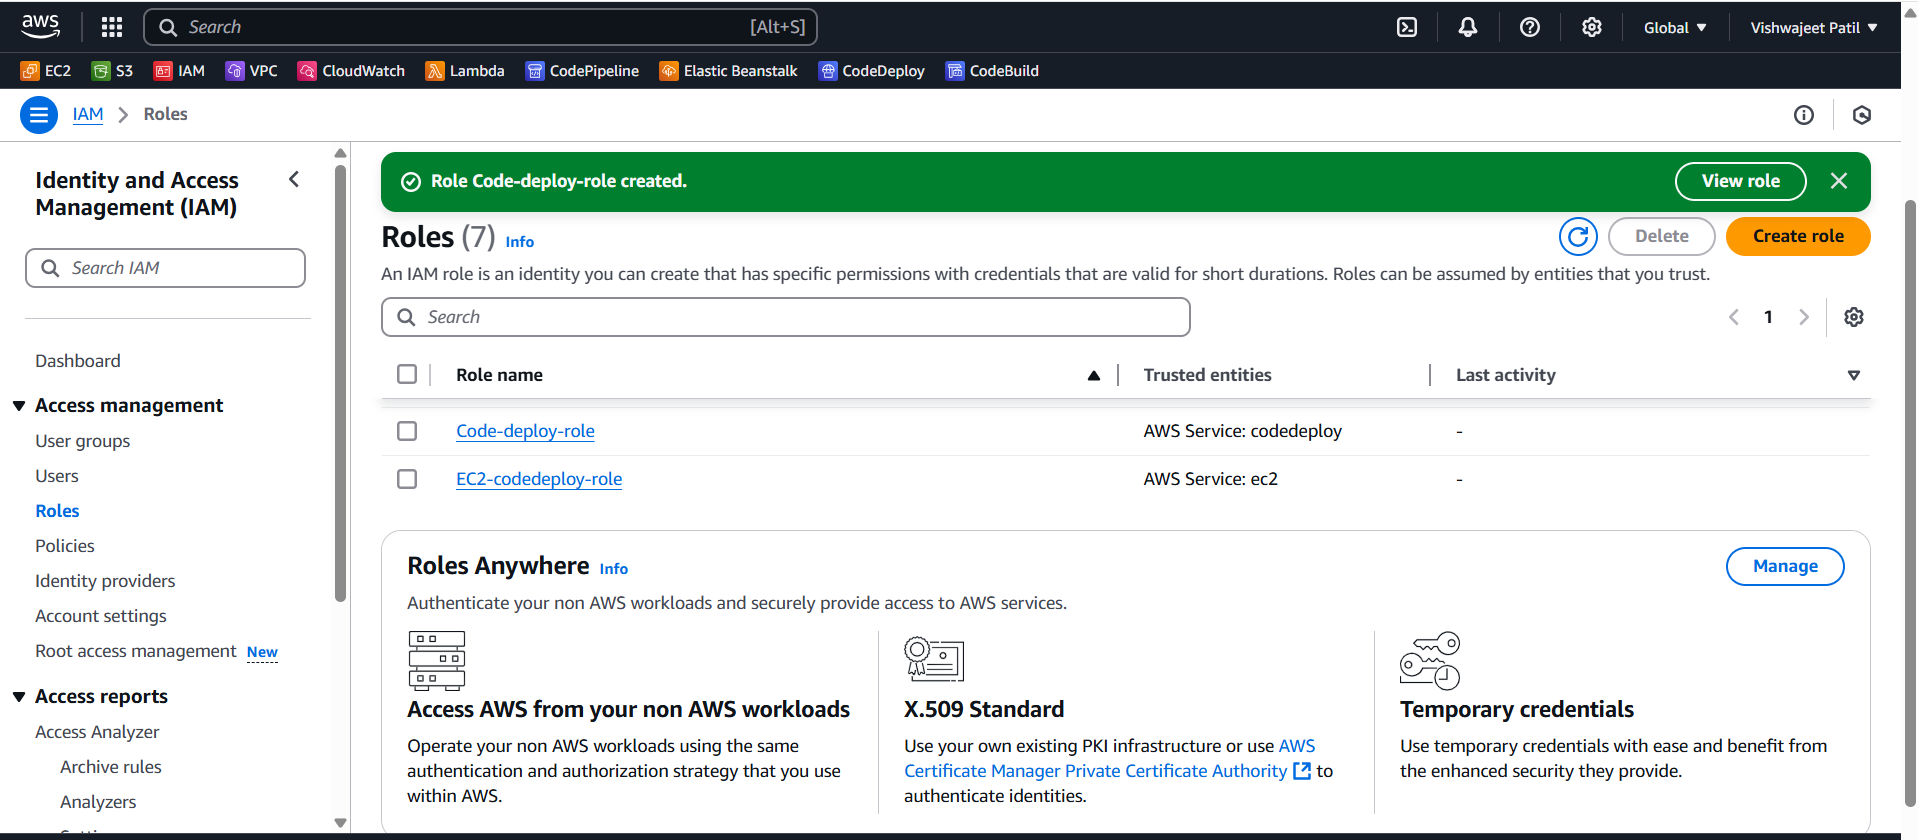 aws
Search [Alt+S]
Global
Vishwajeet Patil
EC2 S3 IAM VPC CloudWatch Lambda CodePipeline Elastic Beanstalk CodeDeploy CodeBuild
IAM Roles
Identity and Access
Management (IAM)
Search IAM
Dashboard
Access management
User groups
Users
Roles
Policies
Identity providers
Account settings
Root access management New
Access reports
Access Analyzer
Archive rules
Analyzers
Role Code-deploy-role created.
View role
Roles (7) Info
Delete
Create role
An IAM role is an identity you can create that has specific permissions with credentials that are valid for short durations. Roles can be assumed by entities that you trust.
Search
1
Role name Trusted entities Last activity
Code-deploy-role AWS Service: codedeploy -
EC2-codedeploy-role AWS Service: ec2 -
Roles Anywhere Info
Manage
Authenticate your non AWS workloads and securely provide access to AWS services.
Access AWS from your non AWS workloads
Operate your non AWS workloads using the same
authentication and authorization strategy that you use
within AWS.
X.509 Standard
Use your own existing PKI infrastructure or use AWS
Certificate Manager Private Certificate Authority to
authenticate identities.
Temporary credentials
Use temporary credentials with ease and benefit from
the enhanced security they provide.